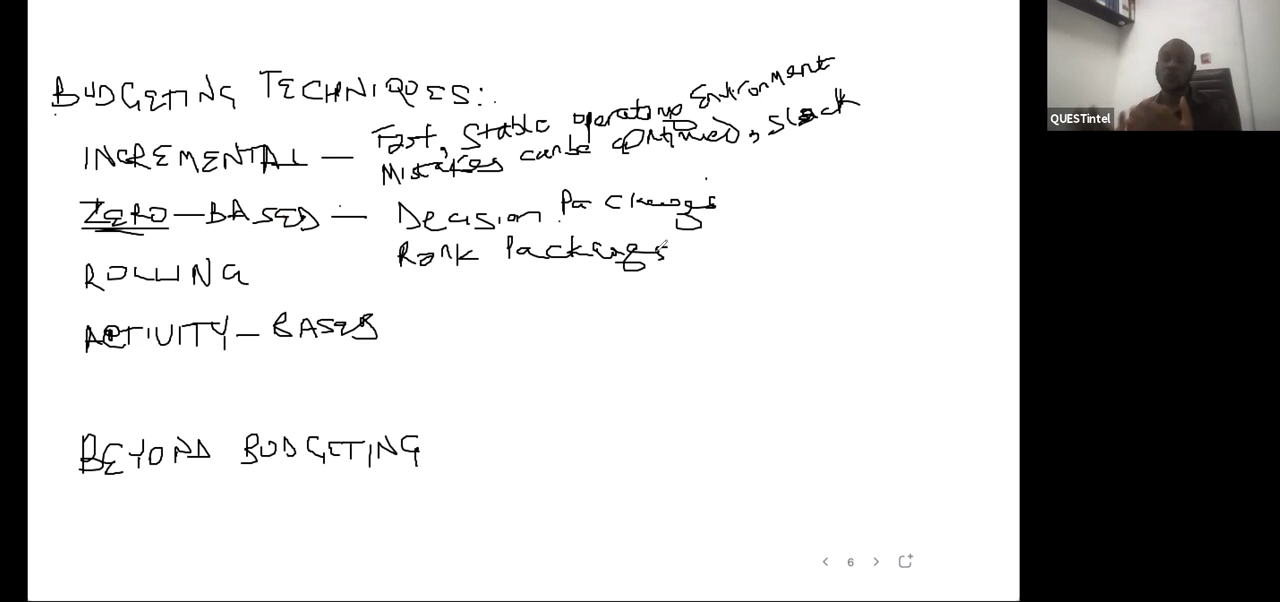 BUDGETING TECHNIQUES:
INCREMENTAL — Fast, Stable operating Environment
Mistakes can be continued, Slack
ZERO-BASED — Decision Packages
Rank Packages
ROLLING
ACTIVITY-BASED
BEYOND BUDGETING
QUESTintel
6